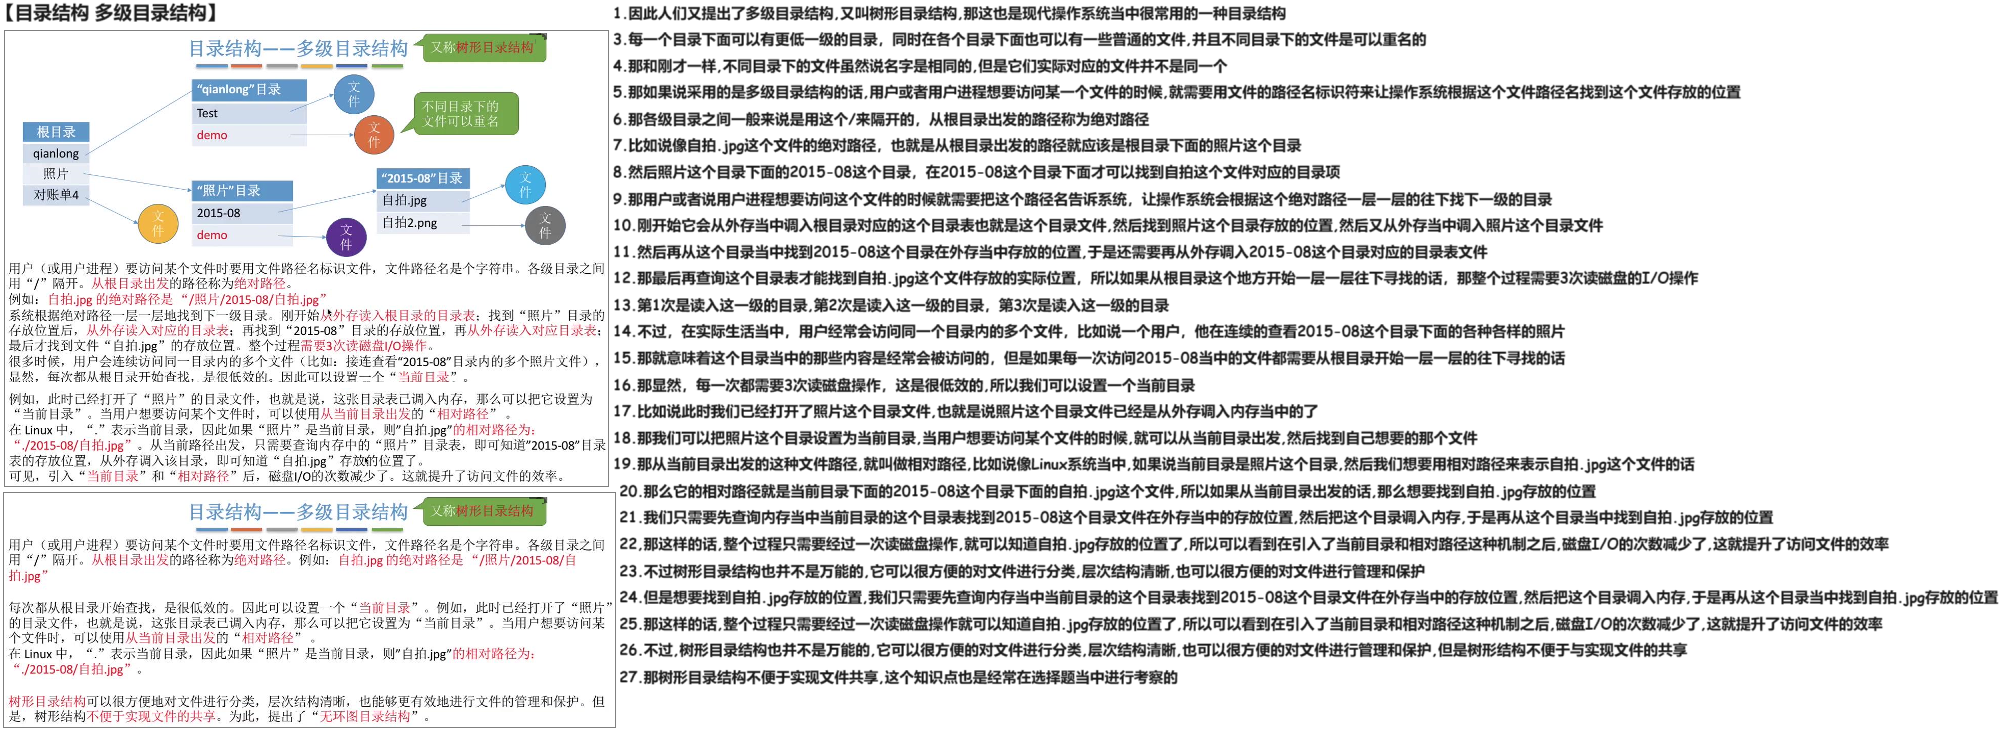 【目录结构 多级目录结构】
目录结构——多级目录结构
又称树形目录结构
“qianlong”目录
Test
demo
文件
文件
不同目录下的
文件可以重名
根目录
qianlong
照片
对账单4
文件
“照片”目录
2015-08
demo
文件
“2015-08”目录
自拍.jpg
自拍2.png
文件
文件
用户（或用户进程）要访问某个文件时要用文件路径名标识文件，文件路径名是个字符串。各级目录之间
用“/”隔开。从根目录出发的路径称为绝对路径。
例如：自拍.jpg 的绝对路径是“/照片/2015-08/自拍.jpg”
系统根据绝对路径一层一层地找到下一级目录。刚开始从外存读入根目录的目录表；找到“照片”目录的
存放位置后，从外存读入对应的目录表；再找到“2015-08”目录的存放位置，再从外存读入对应目录表；
最后才找到文件“自拍.jpg”的存放位置。整个过程需要3次读磁盘I/O操作。
很多时候，用户会连续访问同一目录内的多个文件（比如：接连查看“2015-08”目录内的多个照片文件），
显然，每次都从根目录开始查找，是很低效的。因此可以设置一个“当前目录”。
例如，此时已经打开了“照片”的目录文件，也就是说，这张目录表已调入内存，那么可以把它设置为
“当前目录”。当用户想要访问某个文件时，可以使用从当前目录出发的“相对路径”。
在 Linux 中，“.”表示当前目录，因此如果“照片”是当前目录，则”自拍.jpg”的相对路径为：
“./2015-08/自拍.jpg”。从当前路径出发，只需要查询内存中的“照片”目录表，即可知道”2015-08”目录
表的存放位置，从外存调入该目录，即可知道“自拍.jpg”存放的位置了。
可见，引入“当前目录”和“相对路径”后，磁盘I/O的次数减少了。这就提升了访问文件的效率。
目录结构——多级目录结构
又称树形目录结构
用户（或用户进程）要访问某个文件时要用文件路径名标识文件，文件路径名是个字符串。各级目录之间
用“/”隔开。从根目录出发的路径称为绝对路径。例如：自拍.jpg 的绝对路径是“/照片/2015-08/自
拍.jpg”
每次都从根目录开始查找，是很低效的。因此可以设置一个“当前目录”。例如，此时已经打开了“照片”
的目录文件，也就是说，这张目录表已调入内存，那么可以把它设置为“当前目录”。当用户想要访问某
个文件时，可以使用从当前目录出发的“相对路径”。
在 Linux 中，“.”表示当前目录，因此如果“照片”是当前目录，则”自拍.jpg”的相对路径为：
“./2015-08/自拍.jpg”。
树形目录结构可以很方便地对文件进行分类，层次结构清晰，也能够更有效地进行文件的管理和保护。但
是，树形结构不便于实现文件的共享。为此，提出了“无环图目录结构”。
1.因此人们又提出了多级目录结构,又叫树形目录结构,那这也是现代操作系统当中很常用的一种目录结构
3.每一个目录下面可以有更低一级的目录，同时在各个目录下面也可以有一些普通的文件,并且不同目录下的文件是可以重名的
4.那和刚才一样,不同目录下的文件虽然说名字是相同的,但是它们实际对应的文件并不是同一个
5.那如果说采用的是多级目录结构的话,用户或者用户进程想要访问某一个文件的时候,就需要用文件的路径名标识符来让操作系统根据这个文件路径名找到这个文件存放的位置
6.那各级目录之间一般来说是用这个/来隔开的，从根目录出发的路径称为绝对路径
7.比如说像自拍.jpg这个文件的绝对路径，也就是从根目录出发的路径就应该是根目录下面的照片这个目录
8.然后照片这个目录下面的2015-08这个目录，在2015-08这个目录下面才可以找到自拍这个文件对应的目录项
9.那用户或者说用户进程想要访问这个文件的时候就需要把这个路径名告诉系统，让操作系统会根据这个绝对路径一层一层的往下找下一级的目录
10.刚开始它会从外存当中调入根目录对应的这个目录表也就是这个目录文件,然后找到照片这个目录存放的位置,然后又从外存当中调入照片这个目录文件
11.然后再从这个目录当中找到2015-08这个目录在外存当中存放的位置,于是还需要再从外存调入2015-08这个目录对应的目录表文件
12.那最后再查询这个目录表才能找到自拍.jpg这个文件存放的实际位置，所以如果从根目录这个地方开始一层一层往下寻找的话，那整个过程需要3次读磁盘的I/O操作
13.第1次是读入这一级的目录,第2次是读入这一级的目录，第3次是读入这一级的目录
14.不过，在实际生活当中，用户经常会访问同一个目录内的多个文件，比如说一个用户，他在连续的查看2015-08这个目录下面的各种各样的照片
15.那就意味着这个目录当中的那些内容是经常会被访问的，但是如果每一次访问2015-08当中的文件都需要从根目录开始一层一层的往下寻找的话
16.那显然，每一次都需要3次读磁盘操作，这是很低效的,所以我们可以设置一个当前目录
17.比如说此时我们已经打开了照片这个目录文件,也就是说照片这个目录文件已经是从外存调入内存当中的了
18.那我们可以把照片这个目录设置为当前目录,当用户想要访问某个文件的时候,就可以从当前目录出发,然后找到自己想要的那个文件
19.那从当前目录出发的这种文件路径,就叫做相对路径,比如说像Linux系统当中,如果说当前目录是照片这个目录,然后我们想要用相对路径来表示自拍.jpg这个文件的话
20.那么它的相对路径就是当前目录下面的2015-08这个目录下面的自拍.jpg这个文件,所以如果从当前目录出发的话,那么想要找到自拍.jpg存放的位置
21.我们只需要先查询内存当中当前目录的这个目录表找到2015-08这个目录文件在外存当中的存放位置,然后把这个目录调入内存,于是再从这个目录当中找到自拍.jpg存放的位置
22,那这样的话,整个过程只需要经过一次读磁盘操作,就可以知道自拍.jpg存放的位置了,所以可以看到在引入了当前目录和相对路径这种机制之后,磁盘I/O的次数减少了,这就提升了访问文件的效率
23.不过树形目录结构也并不是万能的,它可以很方便的对文件进行分类,层次结构清晰,也可以很方便的对文件进行管理和保护
24.但是想要找到自拍.jpg存放的位置,我们只需要先查询内存当中当前目录的这个目录表找到2015-08这个目录文件在外存当中的存放位置,然后把这个目录调入内存,于是再从这个目录当中找到自拍.jpg存放的位置
25.那这样的话,整个过程只需要经过一次读磁盘操作就可以知道自拍.jpg存放的位置了,所以可以看到在引入了当前目录和相对路径这种机制之后,磁盘I/O的次数减少了,这就提升了访问文件的效率
26.不过,树形目录结构也并不是万能的,它可以很方便的对文件进行分类,层次结构清晰,也可以很方便的对文件进行管理和保护,但是树形结构不便于与实现文件的共享
27.那树形目录结构不便于实现文件共享,这个知识点也是经常在选择题当中进行考察的